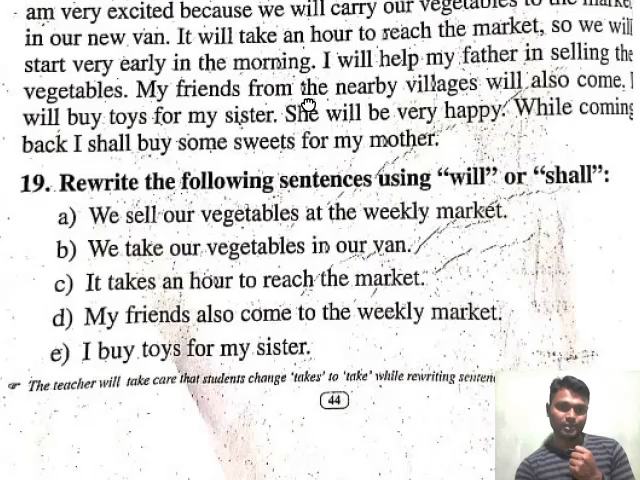 am very excited because we will carry our vegetables to the market
in our new van. It will take an hour to reach the market, so we will
start very early in the morning. I will help my father in selling the
vegetables. My friends from the nearby villages will also come. I
will buy toys for my sister. She will be very happy. While coming
back I shall buy some sweets for my mother.
19. Rewrite the following sentences using “will” or “shall”:
a) We sell our vegetables at the weekly market.
b) We take our vegetables in our van.
c) It takes an hour to reach the market.
d) My friends also come to the weekly market.
e) I buy toys for my sister.
☞ The teacher will take care that students change ‘takes’ to ‘take’ while rewriting
44